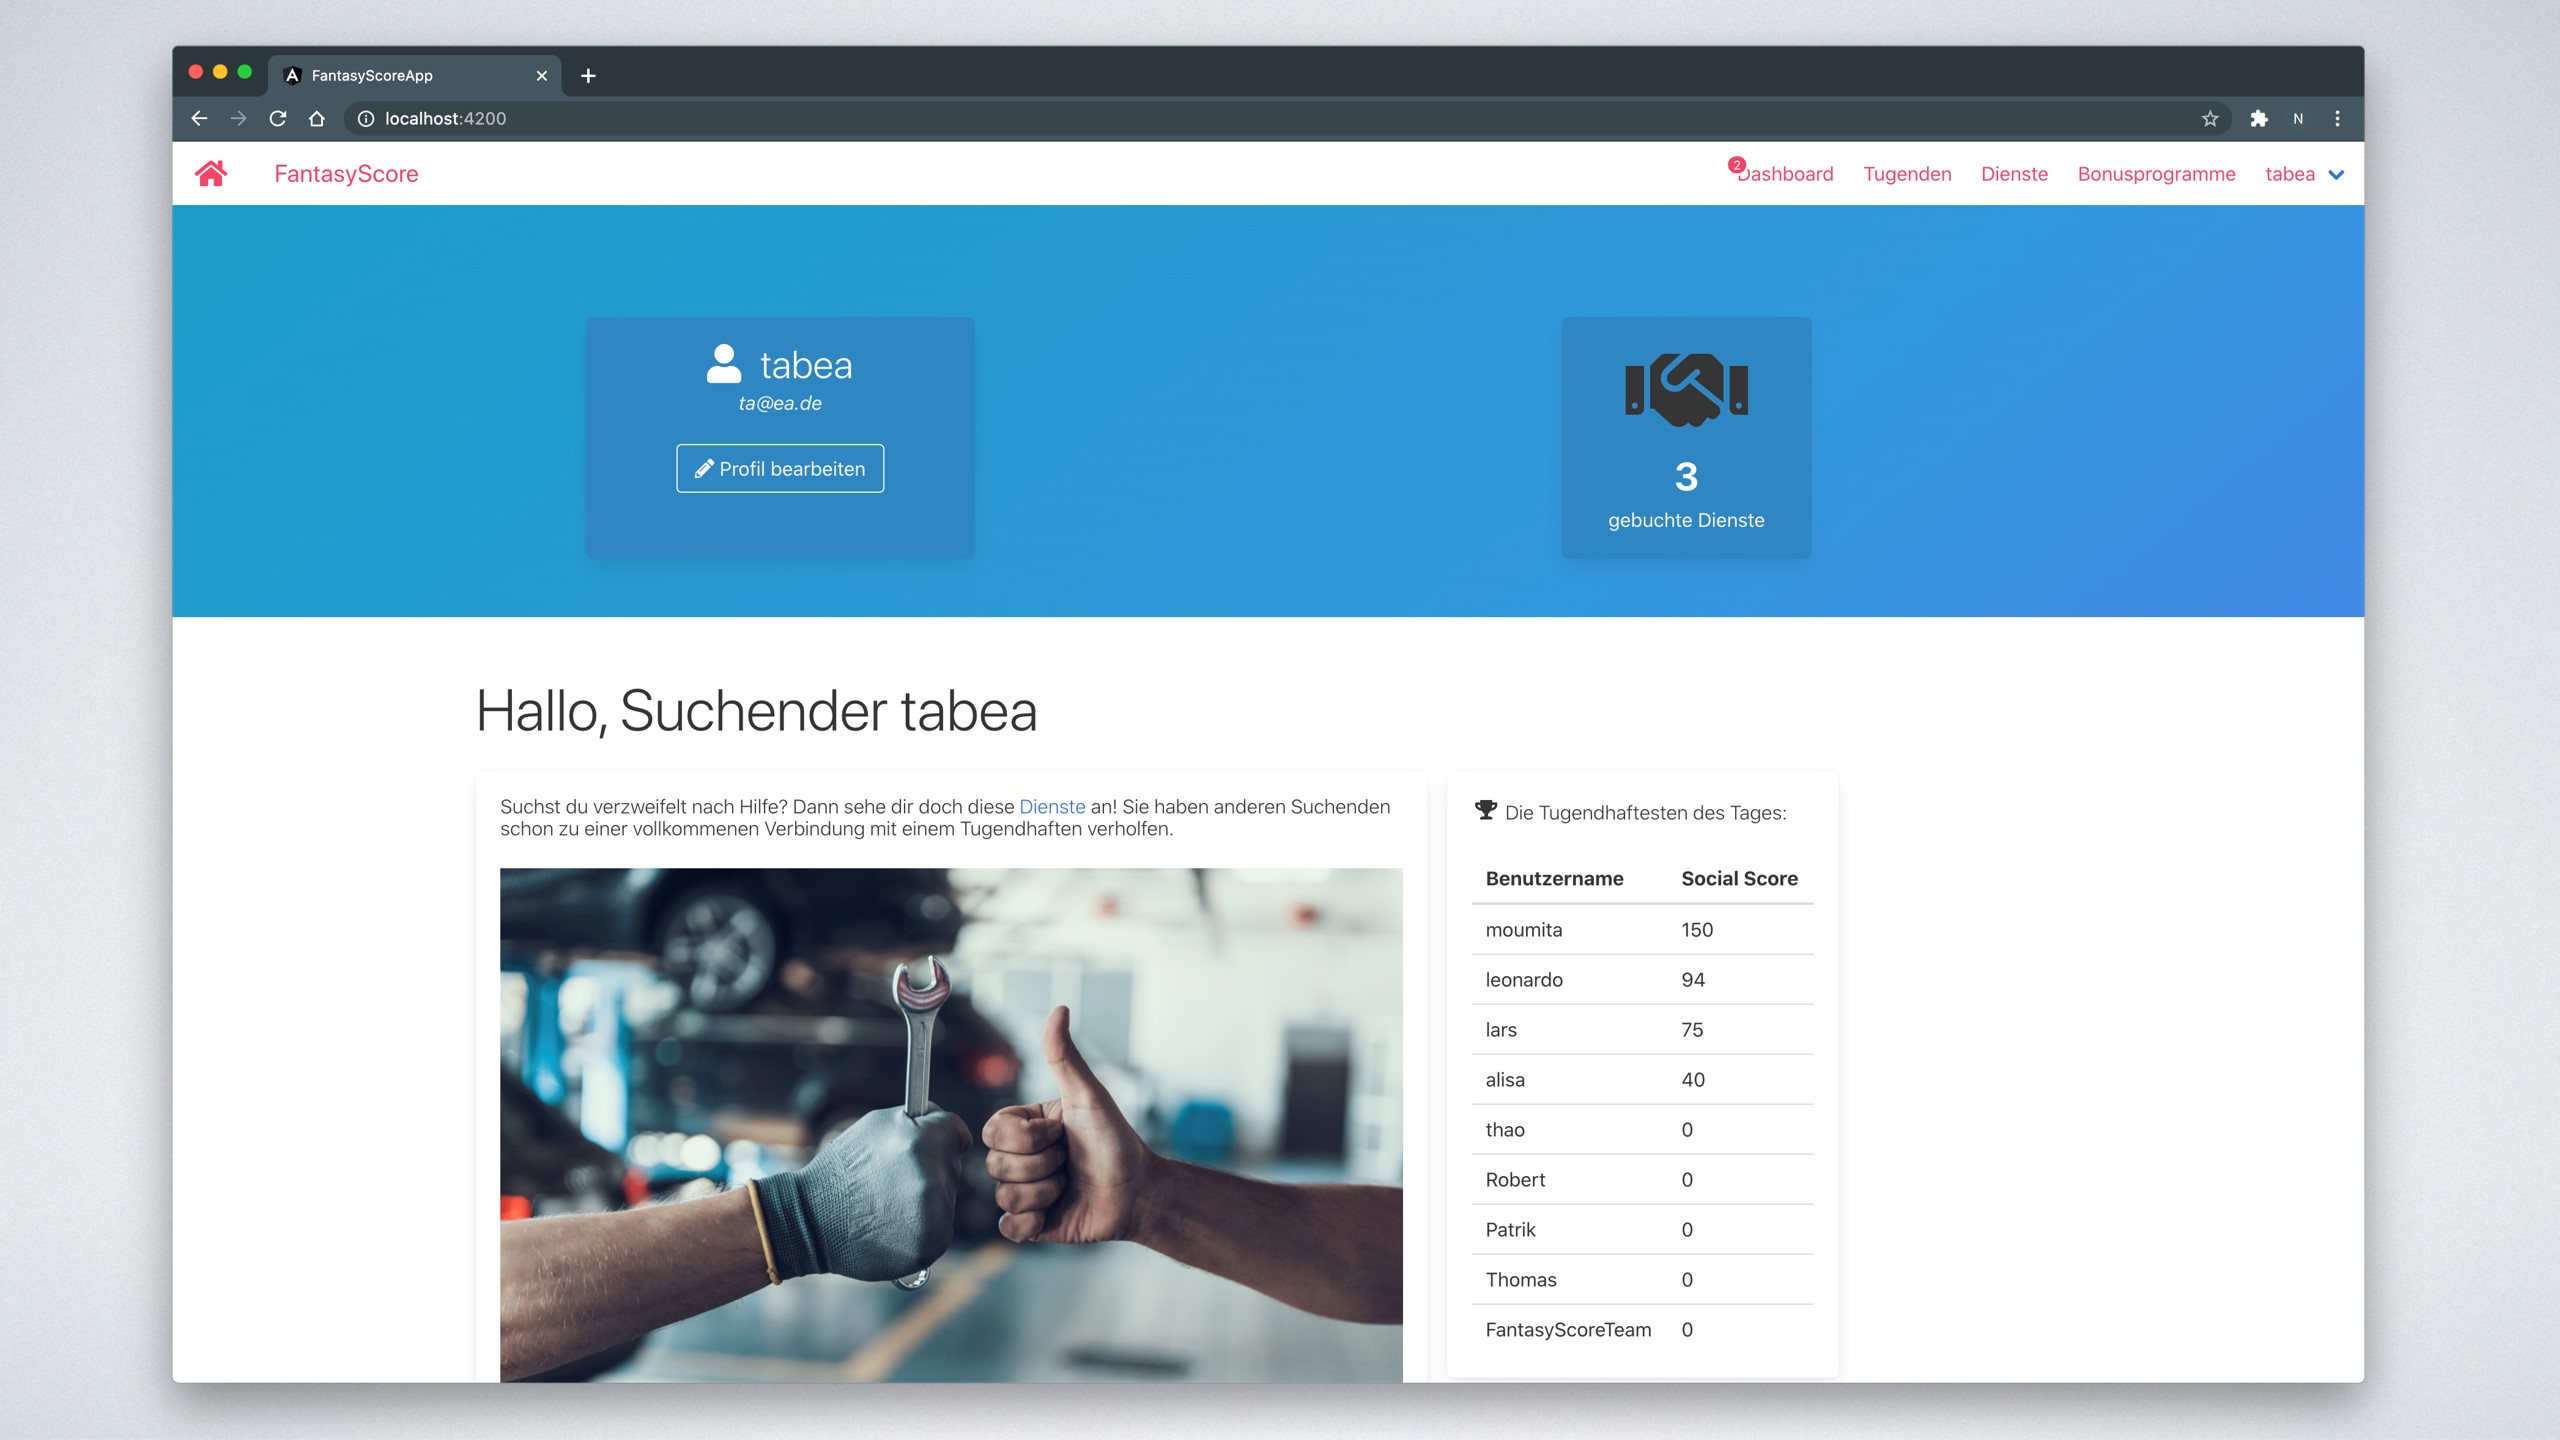 FantasyScoreApp
localhost:4200
N
FantasyScore
2
Dashboard
Tugenden
Dienste
Bonusprogramme
tabea
tabea
ta@ea.de
Profil bearbeiten
3
gebuchte Dienste
Hallo, Suchender tabea
Suchst du verzweifelt nach Hilfe? Dann sehe dir doch diese Dienste an! Sie haben anderen Suchenden
schon zu einer vollkommenen Verbindung mit einem Tugendhaften verholfen.
Die Tugendhaftesten des Tages:
Benutzername Social Score
moumita 150
leonardo 94
lars 75
alisa 40
thao 0
Robert 0
Patrik 0
Thomas 0
FantasyScoreTeam 0